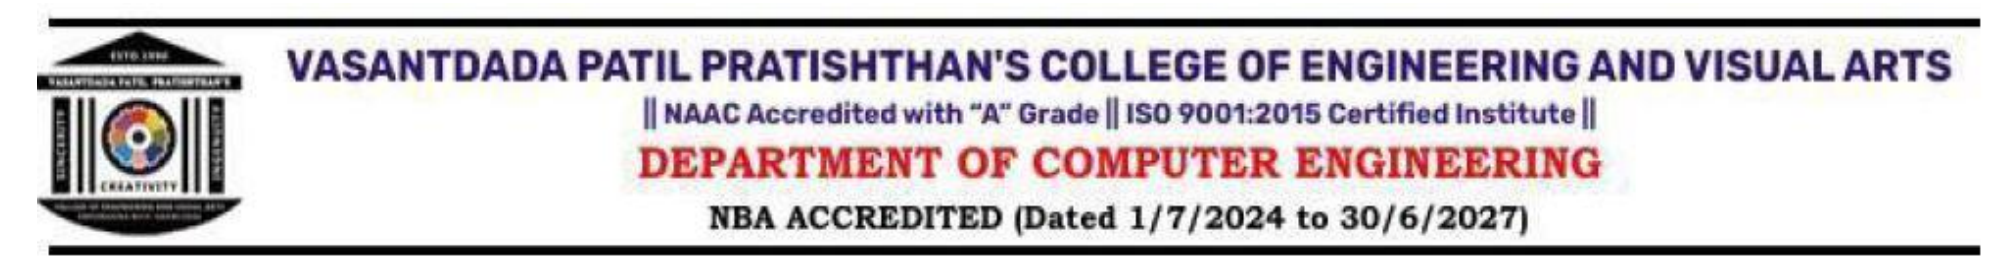 ESTD. 1990
VASANTDADA PATIL PRATISHTHAN'S
SINCERITY
CREATIVITY
VASANTDADA PATIL PRATISHTHAN'S COLLEGE OF ENGINEERING AND VISUAL ARTS
|| NAAC Accredited with "A" Grade || ISO 9001:2015 Certified Institute ||
DEPARTMENT OF COMPUTER ENGINEERING
NBA ACCREDITED (Dated 1/7/2024 to 30/6/2027)